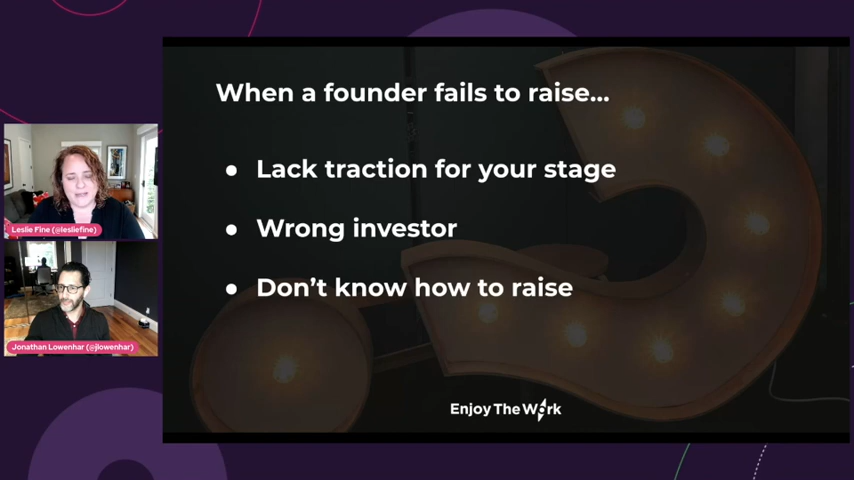 When a founder fails to raise...
● Lack traction for your stage
● Wrong investor
● Don't know how to raise
Enjoy The Work
Leslie Fine (@lesliefine)
Jonathan Lowenhar (@jlowenhar)